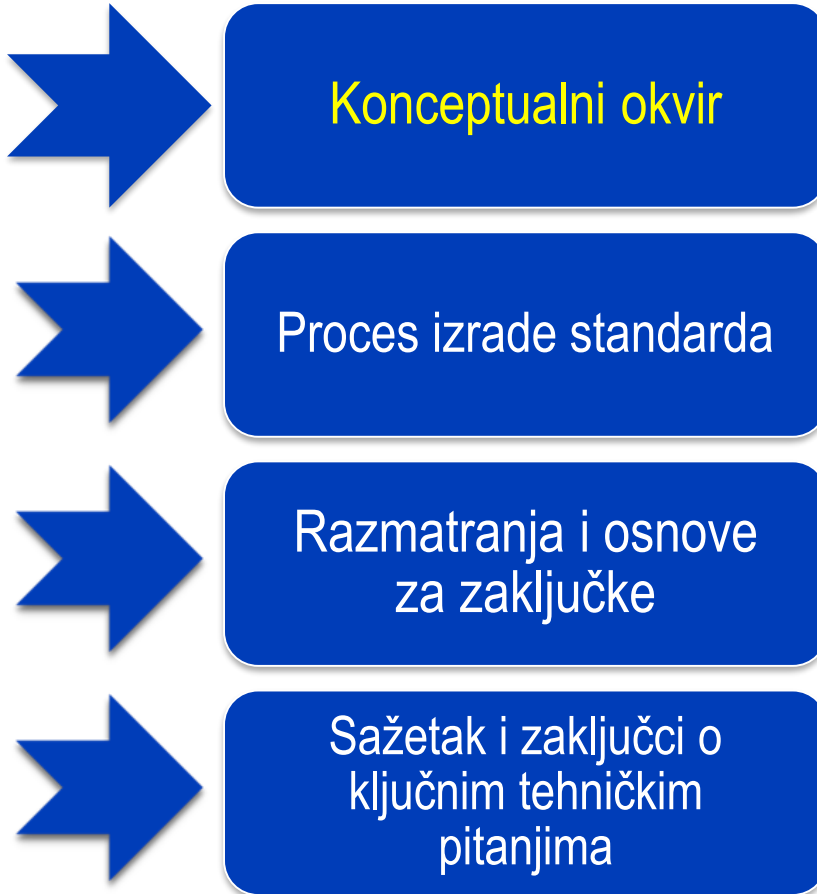 Konceptualni okvir
Proces izrade standarda
Razmatranja i osnove
za zaključke
Sažetak i zaključci o
ključnim tehničkim
pitanjima